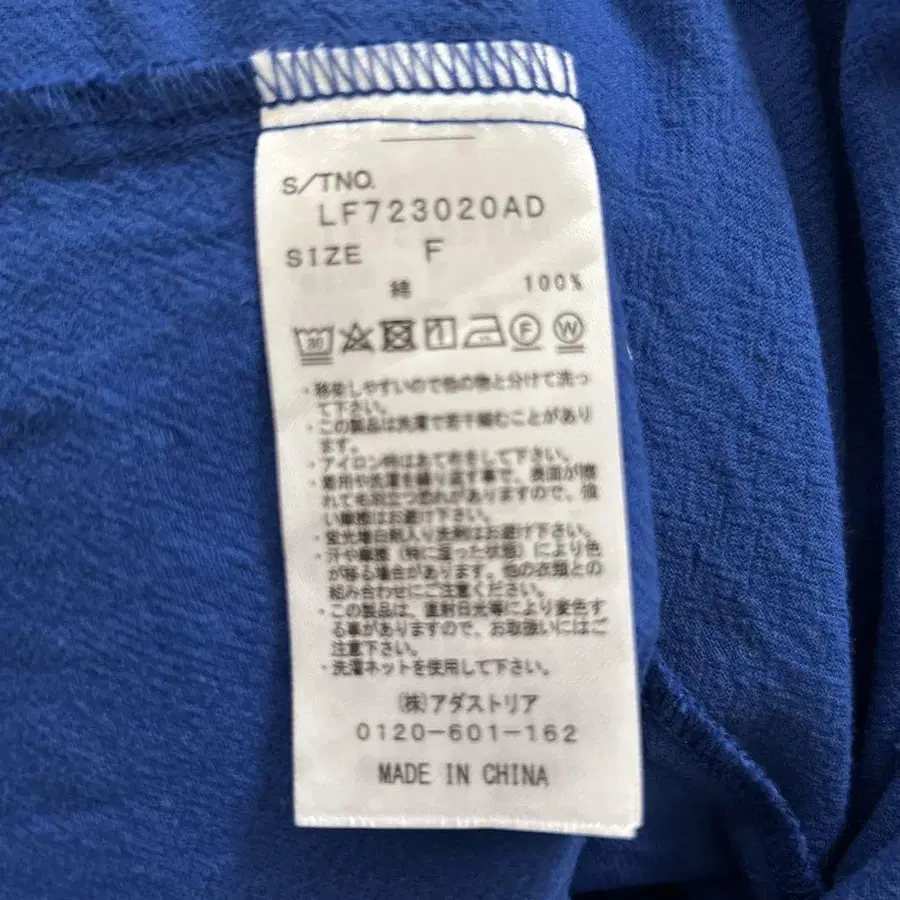 S/TNO.
LF723020AD
SIZE F
綿 100%
30 F W
・移染しやすいので他の物と分けて洗っ
て下さい。
・この製品は洗濯で若干縮むことがあり
ます。
・アイロン時はあて布をして下さい。
・着用や洗濯を繰り返す事で、表面が擦
れて毛羽立つ恐れがありますので、強
い摩擦はお避け下さい。
・蛍光増白剤入り洗剤はお避け下さい。
・汗や摩擦（特に湿った状態）により色
が移る場合があります。他の衣類との
組み合わせにご注意ください。
・この製品は、直射日光等により変色す
る事がありますので、お取扱いにはご
注意下さい。
・洗濯ネットを使用して下さい。
(株)アダストリア
0120-601-162
MADE IN CHINA